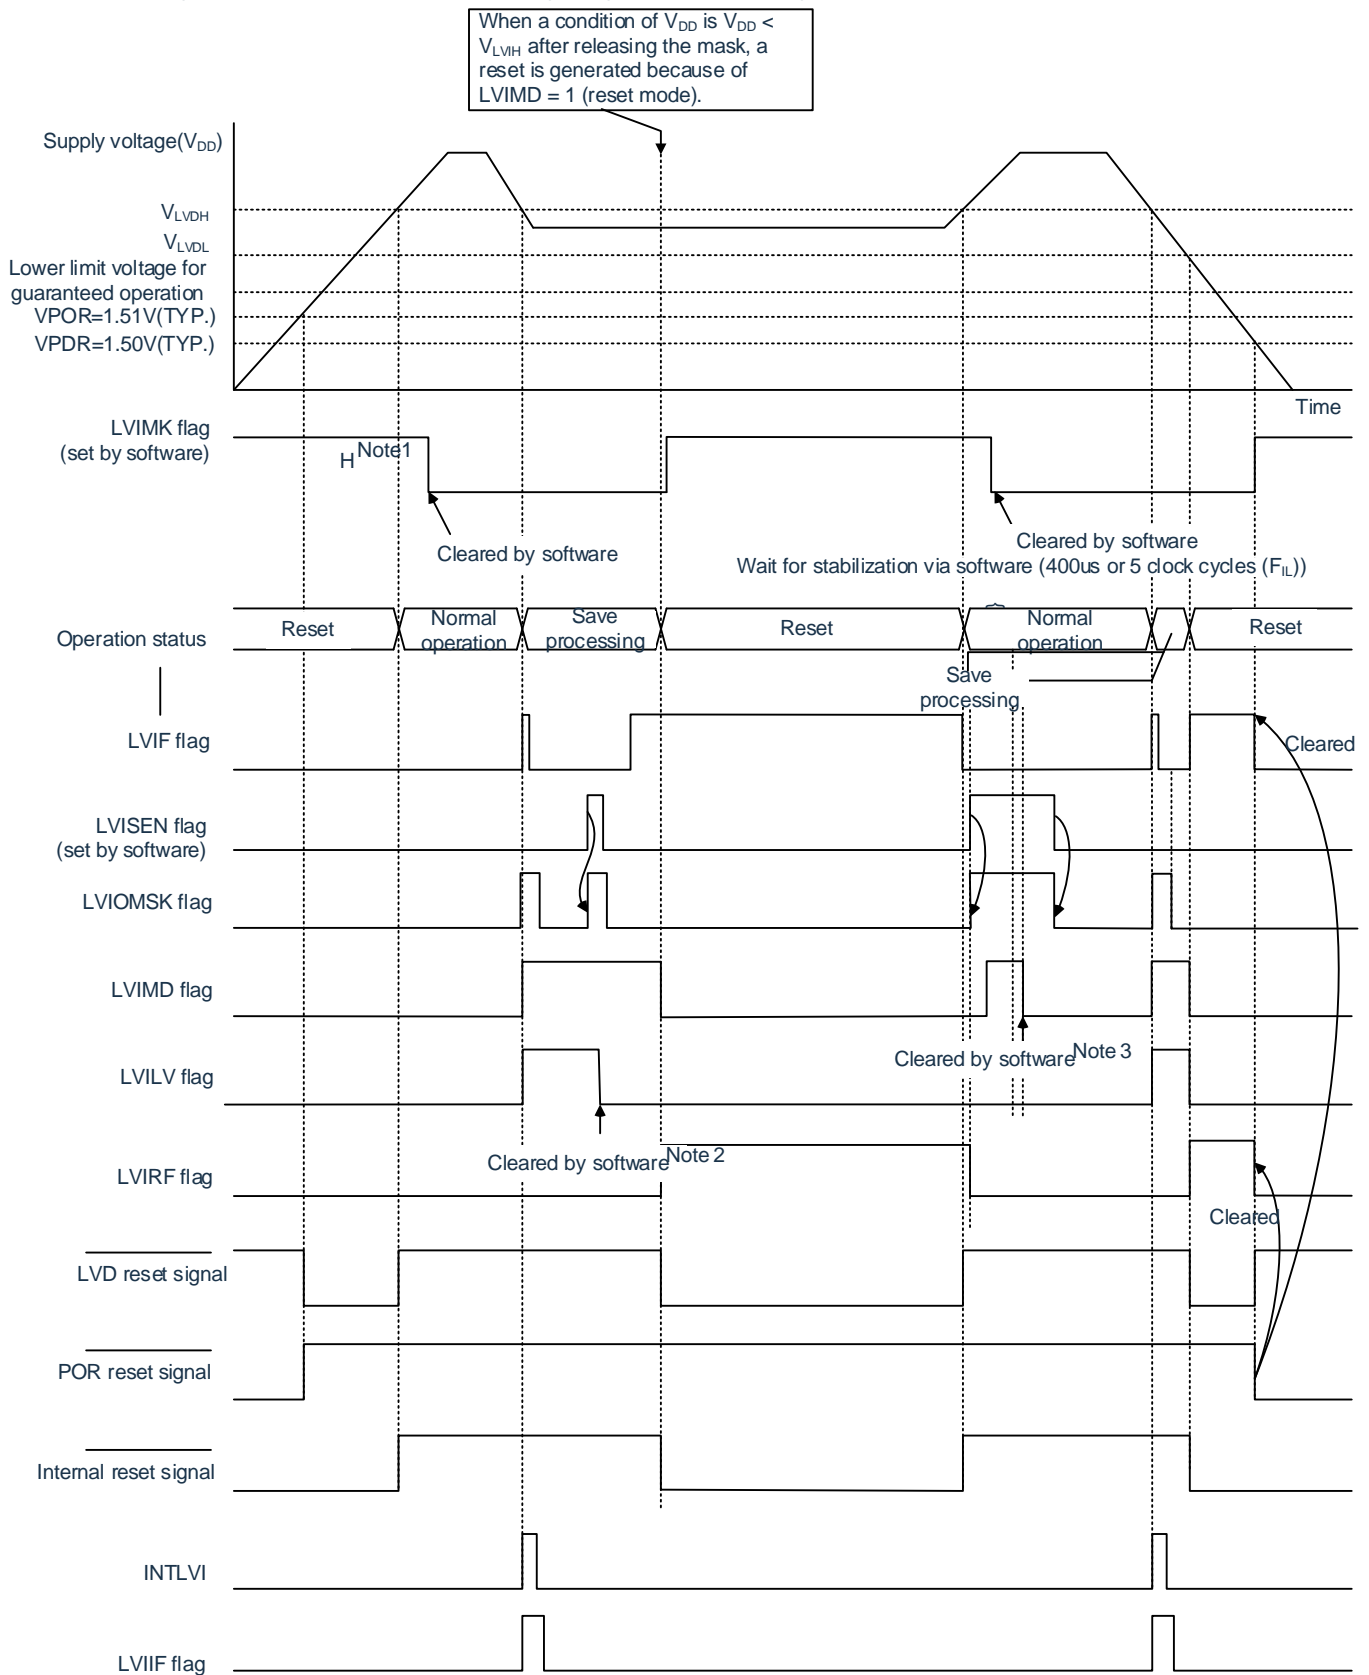 When a condition of VDD is VDD <
VLVIH after releasing the mask, a
reset is generated because of
LVIMD = 1 (reset mode).
Supply voltage(VDD)
VLVDH
VLVDL
Lower limit voltage for
guaranteed operation
VPOR=1.51V(TYP.)
VPDR=1.50V(TYP.)
Time
LVIMK flag
(set by software)
H Note1
Cleared by software
Cleared by software
Wait for stabilization via software (400us or 5 clock cycles (FIL))
Operation status
Reset
Normal
operation
Save
processing
Reset
Normal
operation
Reset
Save
processing
LVIF flag
Cleared
LVISEN flag
(set by software)
LVIOMSK flag
LVIMD flag
Cleared by software Note 3
LVILV flag
Cleared by software Note 2
LVIRF flag
Cleared
LVD reset signal
POR reset signal
Internal reset signal
INTLVI
LVIIF flag